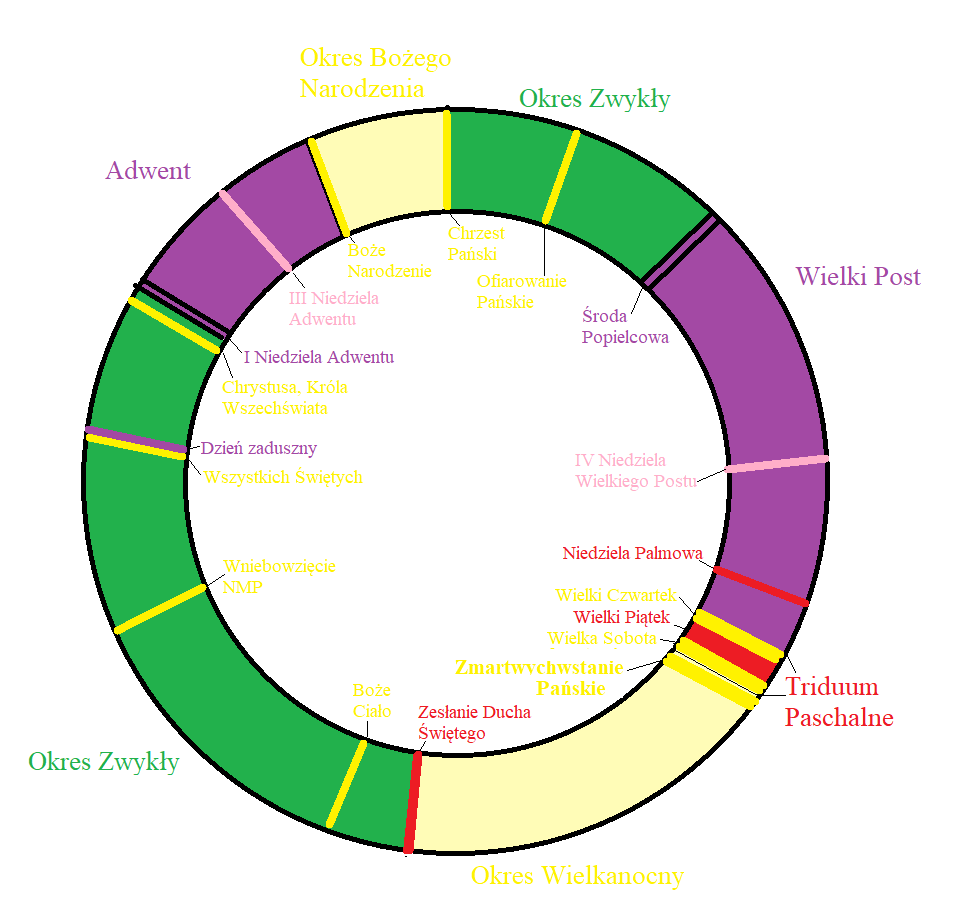 Okres Bożego
Narodzenia
Okres Zwykły
Adwent
Wielki Post
Chrzest
Pański
Boże
Narodzenie
Ofiarowanie
Pańskie
III Niedziela
Adwentu
Środa
Popielcowa
I Niedziela Adwentu
Chrystusa, Króla
Wszechświata
Dzień zaduszny
Wszystkich Świętych
IV Niedziela
Wielkiego Postu
Niedziela Palmowa
Wniebowzięcie
NMP
Wielki Czwartek
Wielki Piątek
Wielka Sobota
Zmartwychwstanie
Pańskie
Triduum
Paschalne
Boże
Ciało
Zesłanie Ducha
Świętego
Okres Zwykły
Okres Wielkanocny